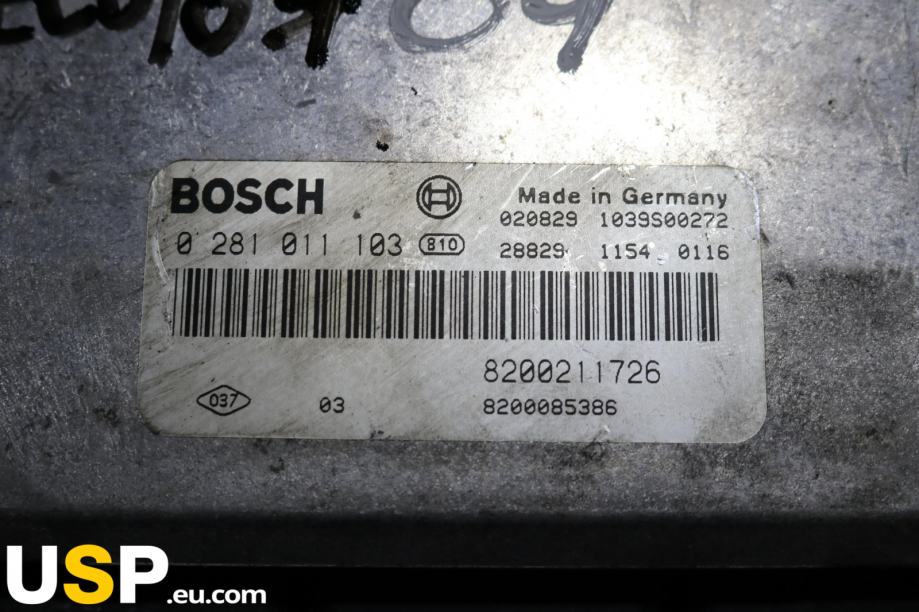 BOSCH Made in Germany
020829 1039S00272
0 281 011 103 810 28829 1154 0116
8200211726
037 03 8200085386
USP.eu.com